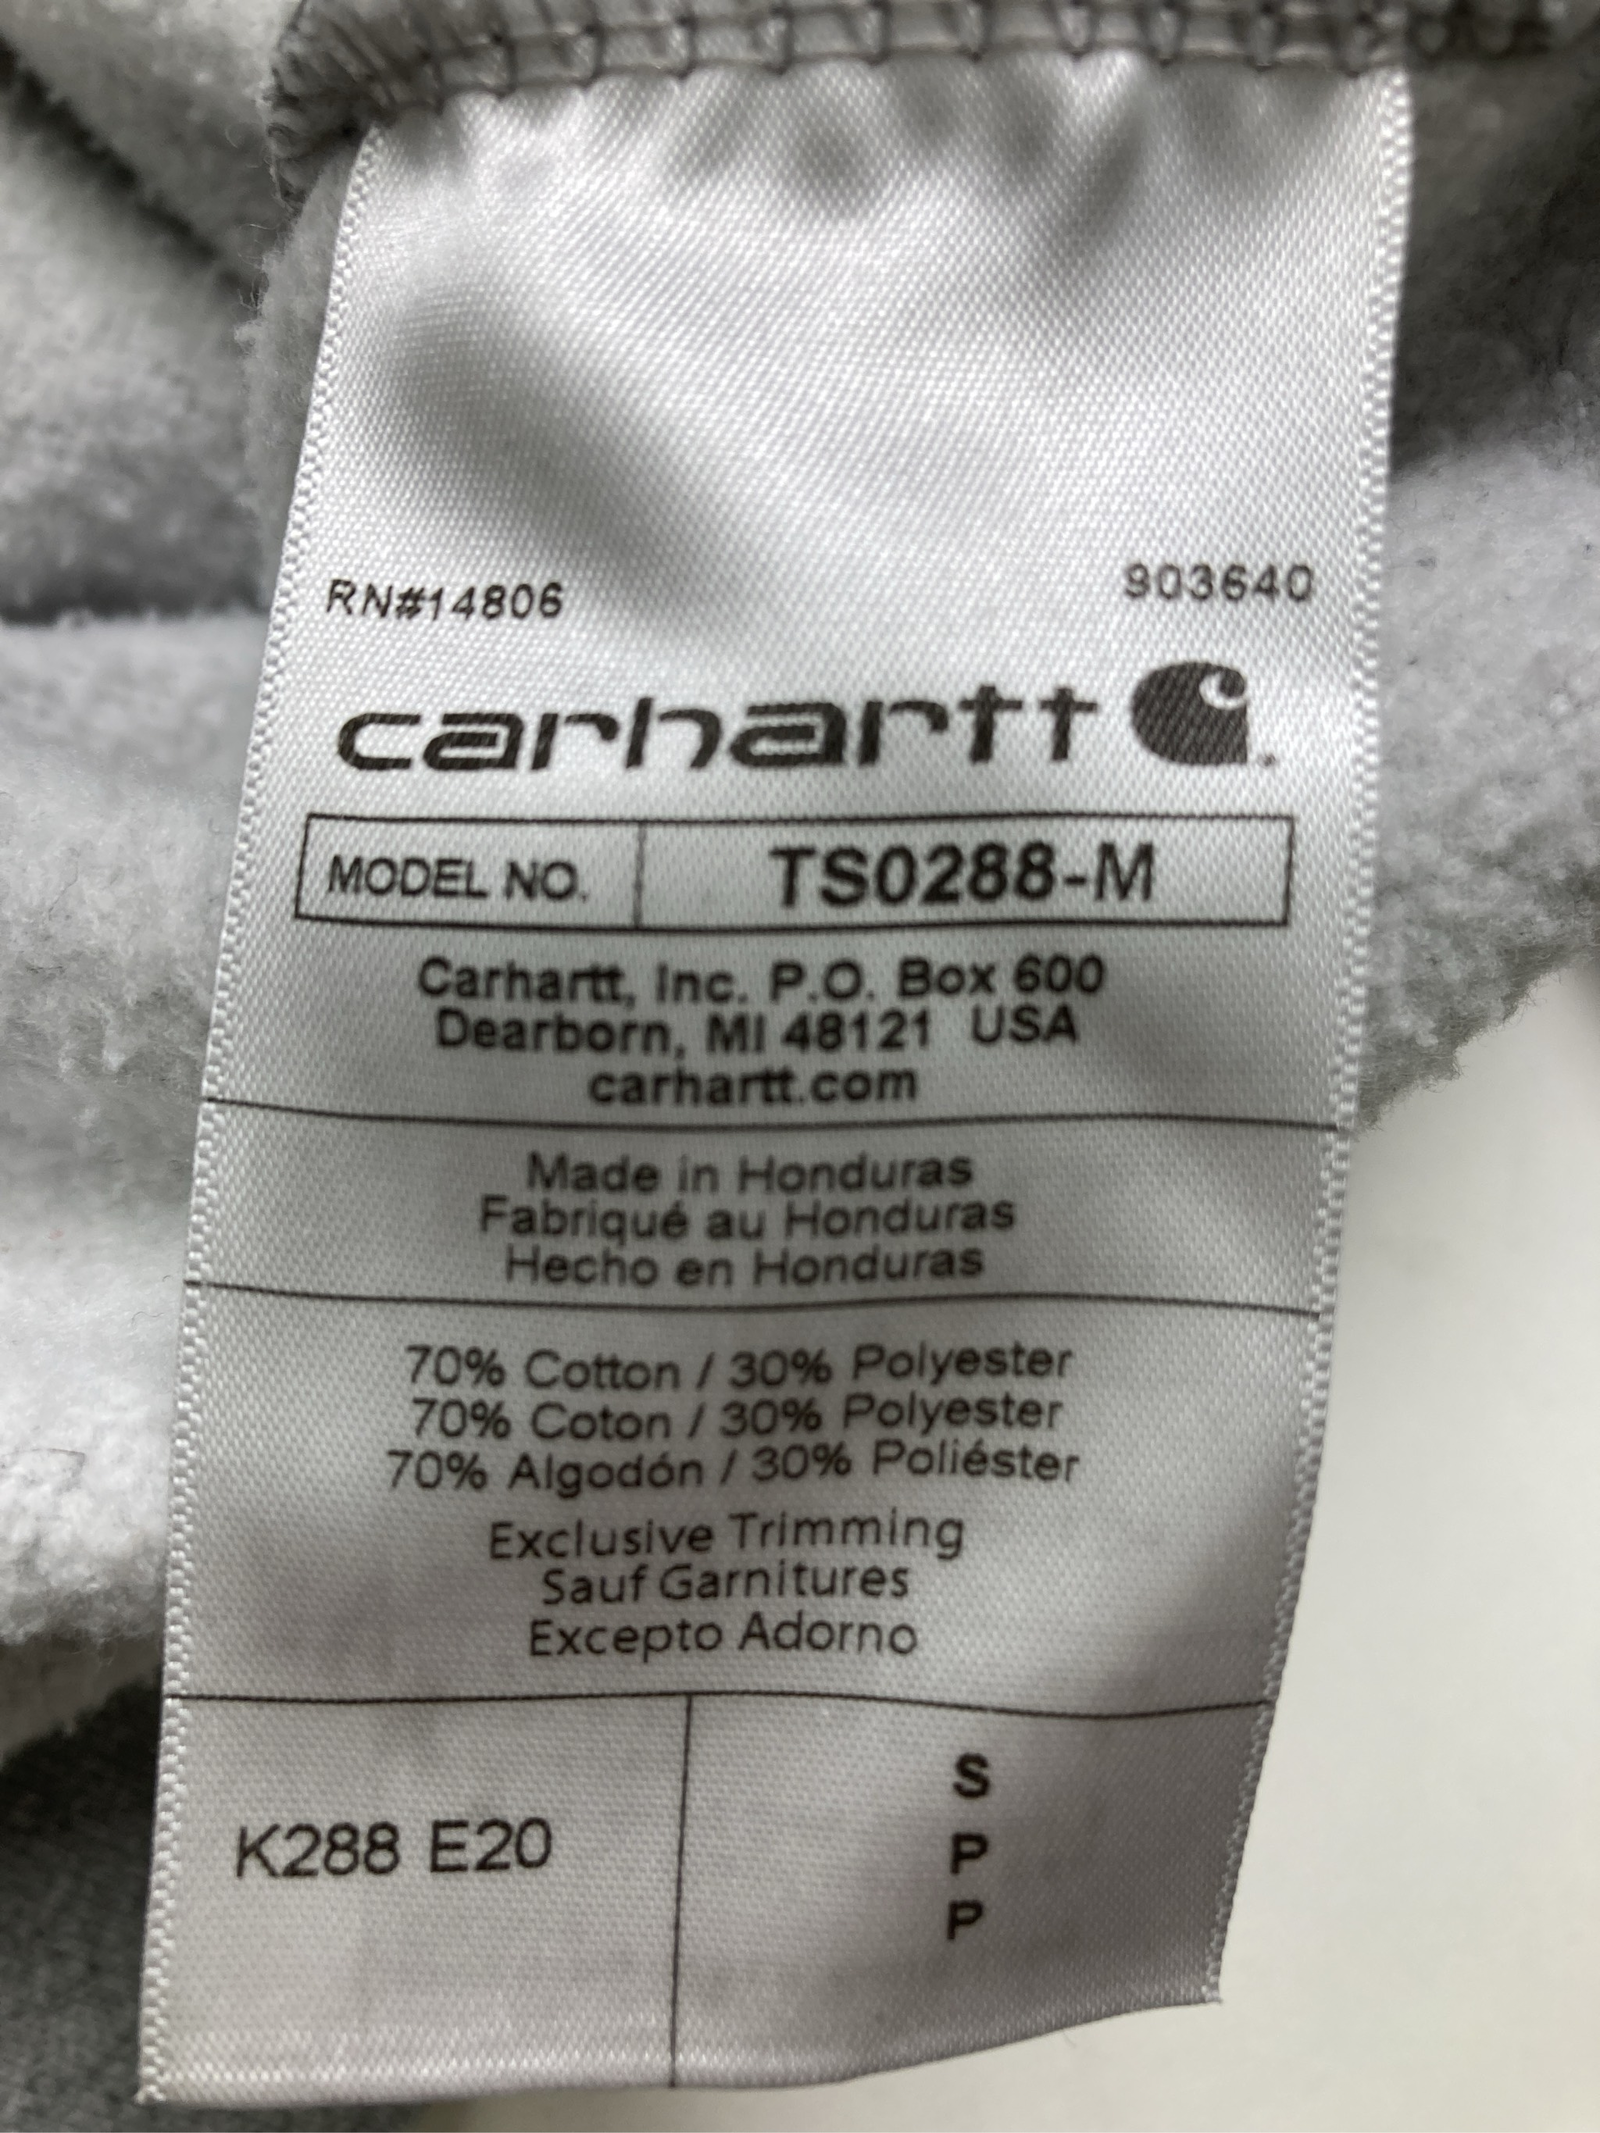 RN#14806 903640
carhartt
MODEL NO. TS0288-M
Carhartt, Inc. P.O. Box 600
Dearborn, MI 48121 USA
carhartt.com
Made in Honduras
Fabriqué au Honduras
Hecho en Honduras
70% Cotton / 30% Polyester
70% Coton / 30% Polyester
70% Algodón / 30% Poliéster
Exclusive Trimming
Sauf Garnitures
Excepto Adorno
K288 E20
S
P
P